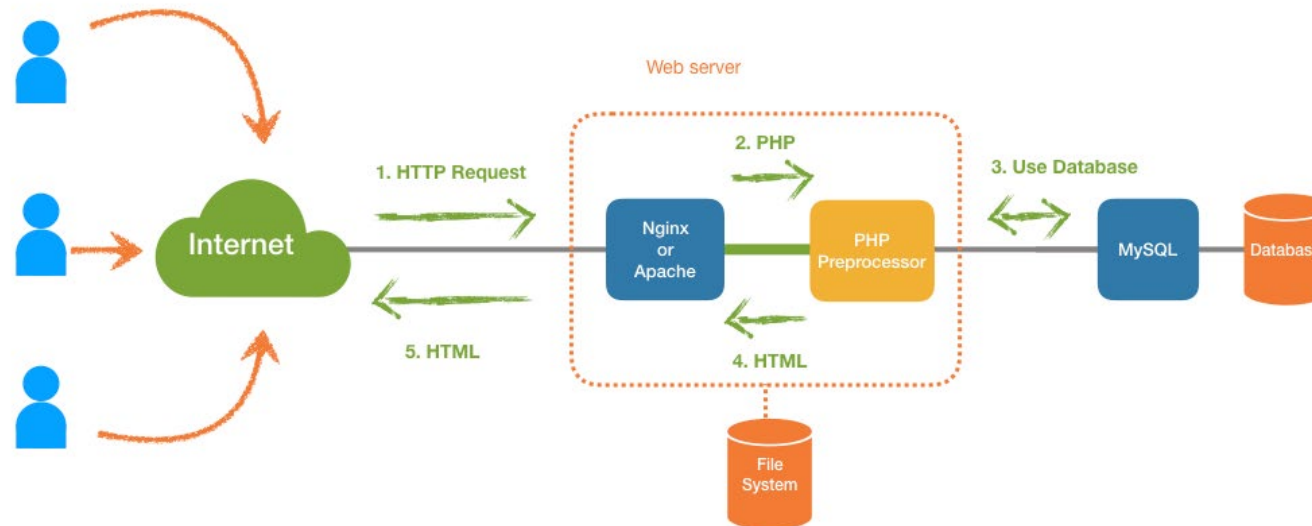 Web server
2. PHP
1. HTTP Request
3. Use Database
Internet
Nginx
or
Apache
PHP
Preprocessor
MySQL
Database
5. HTML
4. HTML
File
System